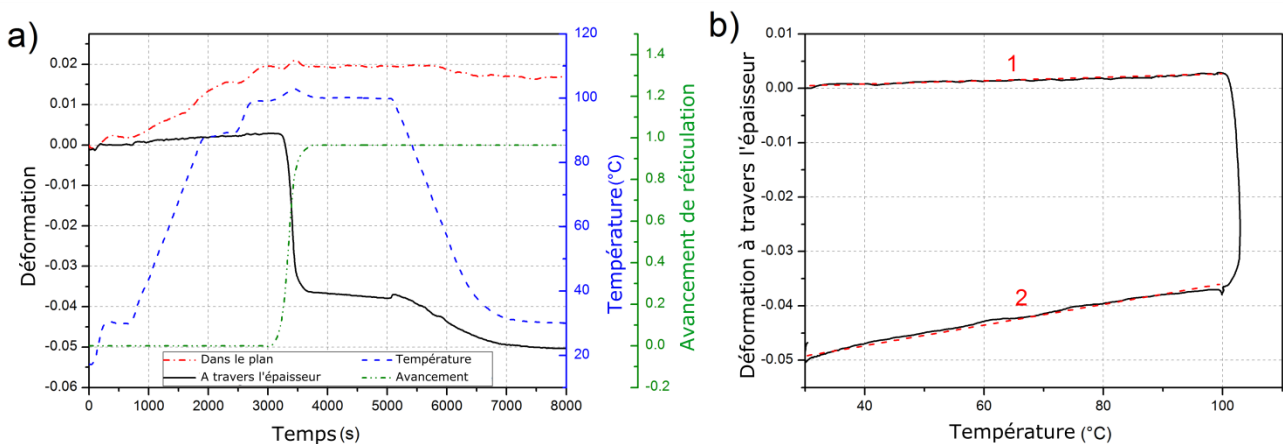 a)
Déformation
0.02
0.01
0.00
-0.01
-0.02
-0.03
-0.04
-0.05
-0.06
0 1000 2000 3000 4000 5000 6000 7000 8000
Temps (s)
Dans le plan Température
A travers l'épaisseur Avancement
120
100
80
60
40
20
Température (°C)
1.4
1.2
1.0
0.8
0.6
0.4
0.2
0.0
-0.2
Avancement de réticulation
b)
Déformation à travers l'épaisseur
0.01
0.00
-0.01
-0.02
-0.03
-0.04
-0.05
1
2
40 60 80 100
Température (°C)